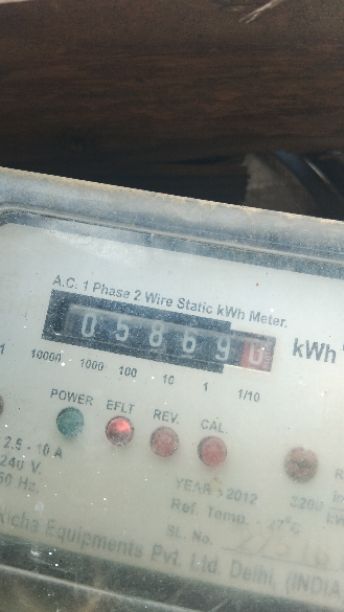 A.C. 1 Phase 2 Wire Static kWh Meter.
0 5 8 6 9 kWh
10000 1000 100 10 1 1/10
POWER EFLT REV. CAL.
2.5 - 10 A
240 V.
50 Hz.
YEAR : 2012
3200
Ref. Temp. - 27°C
SL. No.
Equipments Pvt. Ltd. Delhi, (INDIA